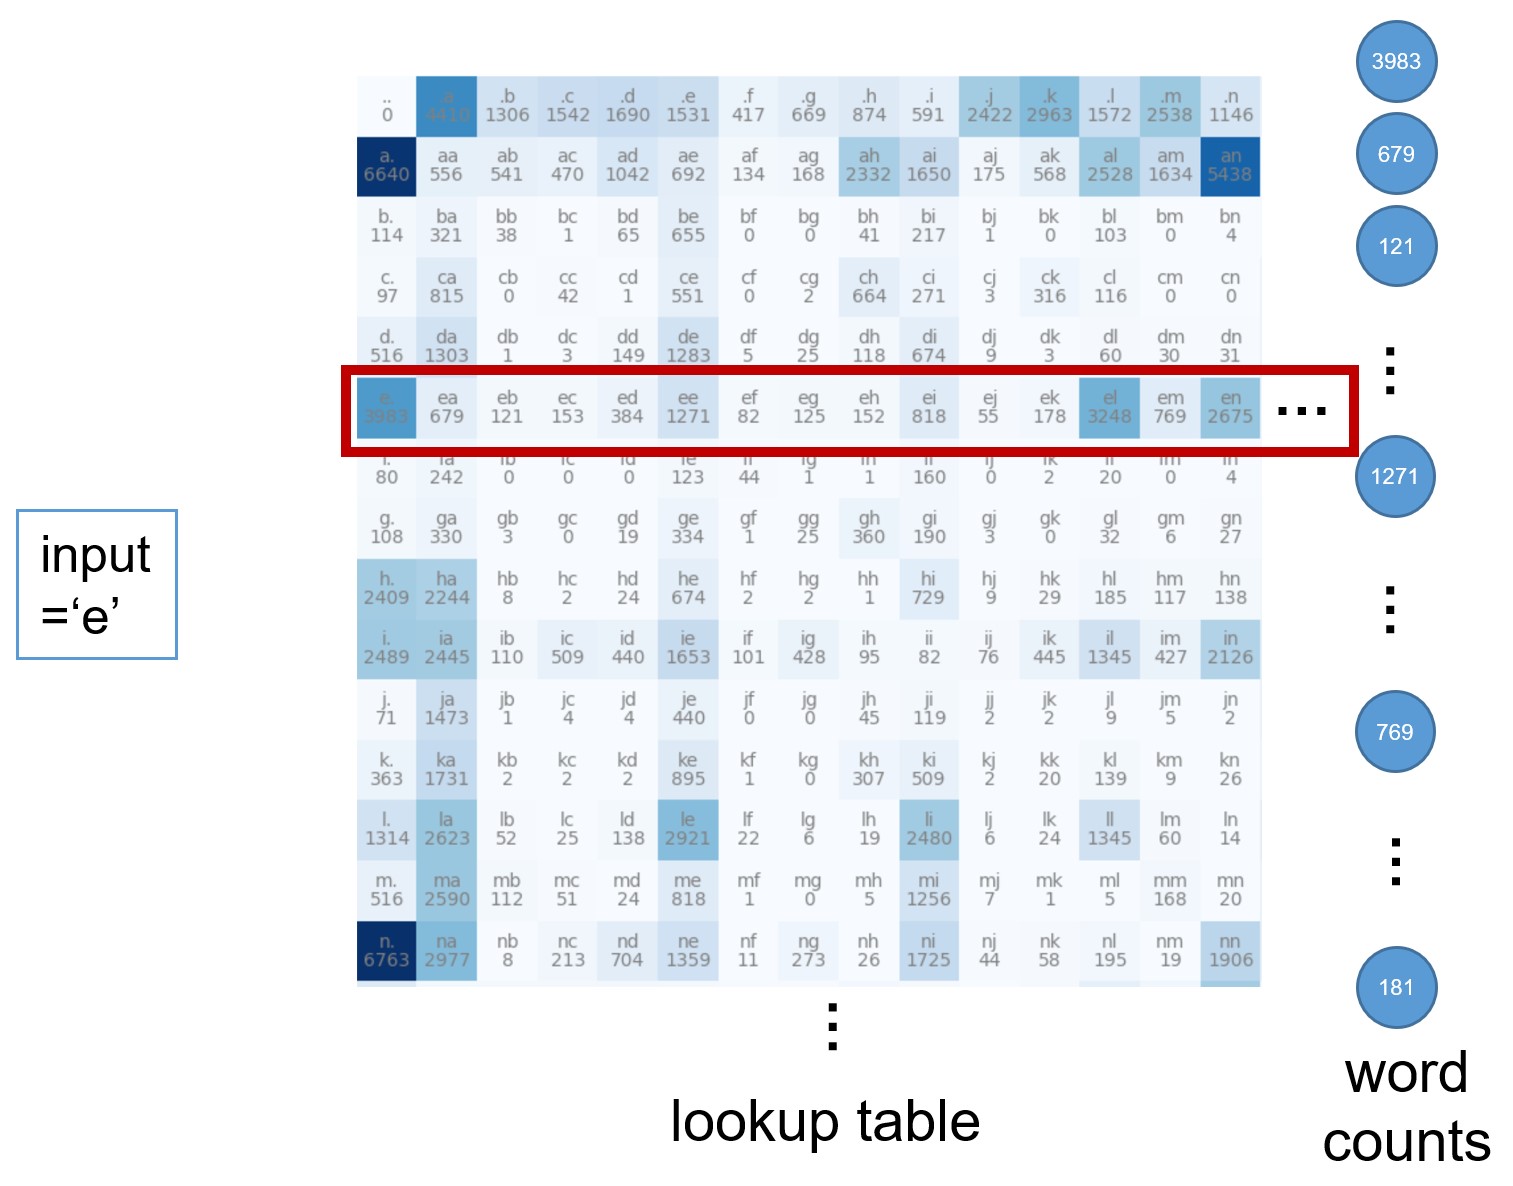 3983
.. .a .b .c .d .e .f .g .h .i .j .k .l .m .n
0 4410 1306 1542 1690 1531 417 669 874 591 2422 2963 1572 2538 1146
679
a. aa ab ac ad ae af ag ah ai aj ak al am an
6640 556 541 470 1042 692 134 168 2332 1650 175 568 2528 1634 5438
121
b. ba bb bc bd be bf bg bh bi bj bk bl bm bn
114 321 38 1 65 655 0 0 41 217 1 0 103 0 4
c. ca cb cc cd ce cf cg ch ci cj ck cl cm cn
97 815 0 42 1 551 0 2 664 271 3 316 116 0 0
d. da db dc dd de df dg dh di dj dk dl dm dn
516 1303 1 3 149 1283 5 25 118 674 9 3 60 30 31
e. ea eb ec ed ee ef eg eh ei ej ek el em en
3983 679 121 153 384 1271 82 125 152 818 55 178 3248 769 2675 ...
1271
f. fa fb fc fd fe ff fg fh fi fj fk fl fm fn
80 242 0 0 0 123 44 1 1 160 0 2 20 0 4
g. ga gb gc gd ge gf gg gh gi gj gk gl gm gn
108 330 3 0 19 334 1 25 360 190 3 0 32 6 27
input
=‘e’
h. ha hb hc hd he hf hg hh hi hj hk hl hm hn
2409 2244 8 2 24 674 2 2 1 729 9 29 185 117 138
i. ia ib ic id ie if ig ih ii ij ik il im in
2489 2445 110 509 440 1653 101 428 95 82 76 445 1345 427 2126
j. ja jb jc jd je jf jg jh ji jj jk jl jm jn
71 1473 1 4 4 440 0 0 45 119 2 2 9 5 2
769
k. ka kb kc kd ke kf kg kh ki kj kk kl km kn
363 1731 2 2 2 895 1 0 307 509 2 20 139 9 26
l. la lb lc ld le lf lg lh li lj lk ll lm ln
1314 2623 52 25 138 2921 22 6 19 2480 6 24 1345 60 14
m. ma mb mc md me mf mg mh mi mj mk ml mm mn
516 2590 112 51 24 818 1 0 5 1256 7 1 5 168 20
n. na nb nc nd ne nf ng nh ni nj nk nl nm nn
6763 2977 8 213 704 1359 11 273 26 1725 44 58 195 19 1906
181
lookup table
word
counts